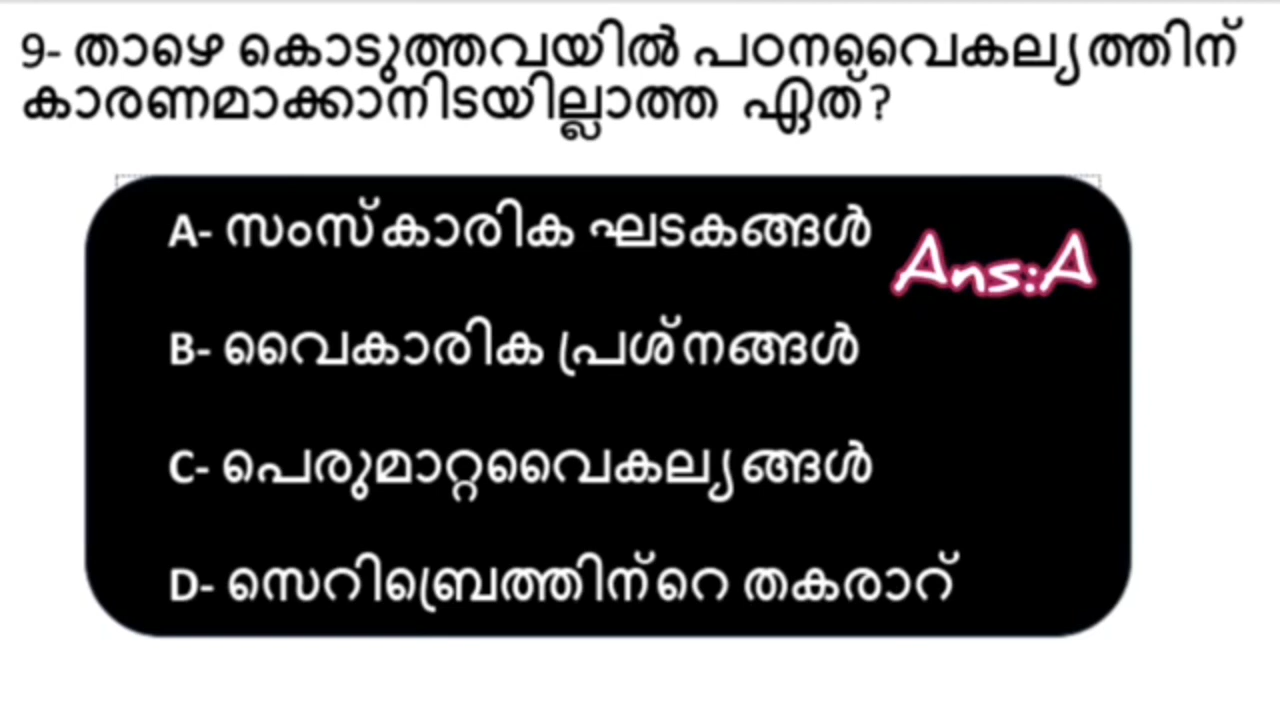 9- താഴെ കൊടുത്തവയിൽ പഠനവൈകല്യത്തിന്
കാരണമാക്കാനിടയില്ലാത്ത ഏത്?
A- സംസ്കാരിക ഘടകങ്ങൾ
Ans:A
B- വൈകാരിക പ്രശ്നങ്ങൾ
C- പെരുമാറ്റവൈകല്യങ്ങൾ
D- സെറിബ്രെത്തിന്റെ തകരാറ്